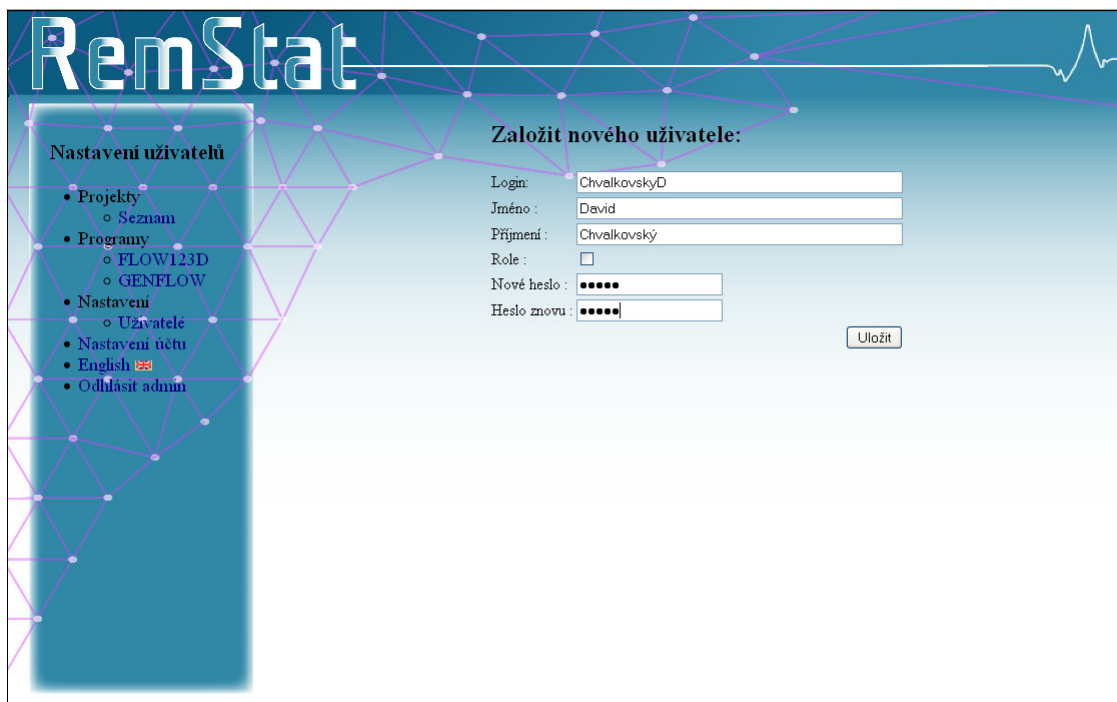 RemStat
Nastavení uživatelů
Projekty
Seznam
Programy
FLOW123D
GENFLOW
Nastavení
Uživatelé
Nastavení účtu
English
Odhlásit admin
Založit nového uživatele:
Login: ChvalkovskyD
Jméno : David
Příjmení : Chvalkovský
Role :
Nové heslo : •••••
Heslo znovu : •••••
Uložit